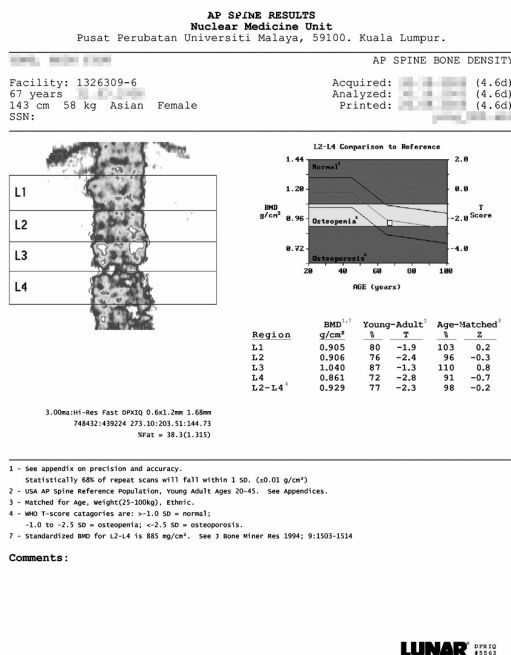 AP SPINE RESULTS
Nuclear Medicine Unit
Pusat Perubatan Universiti Malaya, 59100. Kuala Lumpur.
AP SPINE BONE DENSITY
Facility: 1326309-6
67 years
143 cm 58 kg Asian Female
SSN:
Acquired: (4.6d)
Analyzed: (4.6d)
Printed: (4.6d)
L1
L2
L3
L4
L2-L4 Comparison to Reference
1.44
1.20
0.96
0.72
BMD
g/cm²
Normal⁴
Osteopenia⁴
Osteoporosis⁴
2.0
0.0
-2.0
-4.0
T
Score
20 40 60 80 100
AGE (years)
BMD¹,⁷ Young-Adult² Age-Matched³
Region g/cm² % T % Z
L1 0.905 80 -1.9 103 0.2
L2 0.906 76 -2.4 96 -0.3
L3 1.040 87 -1.3 110 0.8
L4 0.861 72 -2.8 91 -0.7
L2-L4⁴ 0.929 77 -2.3 98 -0.2
3.00ma:Hi-Res Fast DPXIQ 0.6x1.2mm 1.68mm
748432:439224 273.10:203.51:144.73
%Fat = 38.3(1.315)
1 - See appendix on precision and accuracy.
Statistically 68% of repeat scans will fall within 1 SD. (±0.01 g/cm²)
2 - USA AP Spine Reference Population, Young Adult Ages 20-45. See Appendices.
3 - Matched for Age, Weight(25-100kg), Ethnic.
4 - WHO T-score catagories are: >-1.0 SD = normal;
-1.0 to -2.5 SD = osteopenia; <-2.5 SD = osteoporosis.
7 - Standardized BMD for L2-L4 is 885 mg/cm². See J Bone Miner Res 1994; 9:1503-1514
Comments:
LUNAR® DPXIQ
#5563